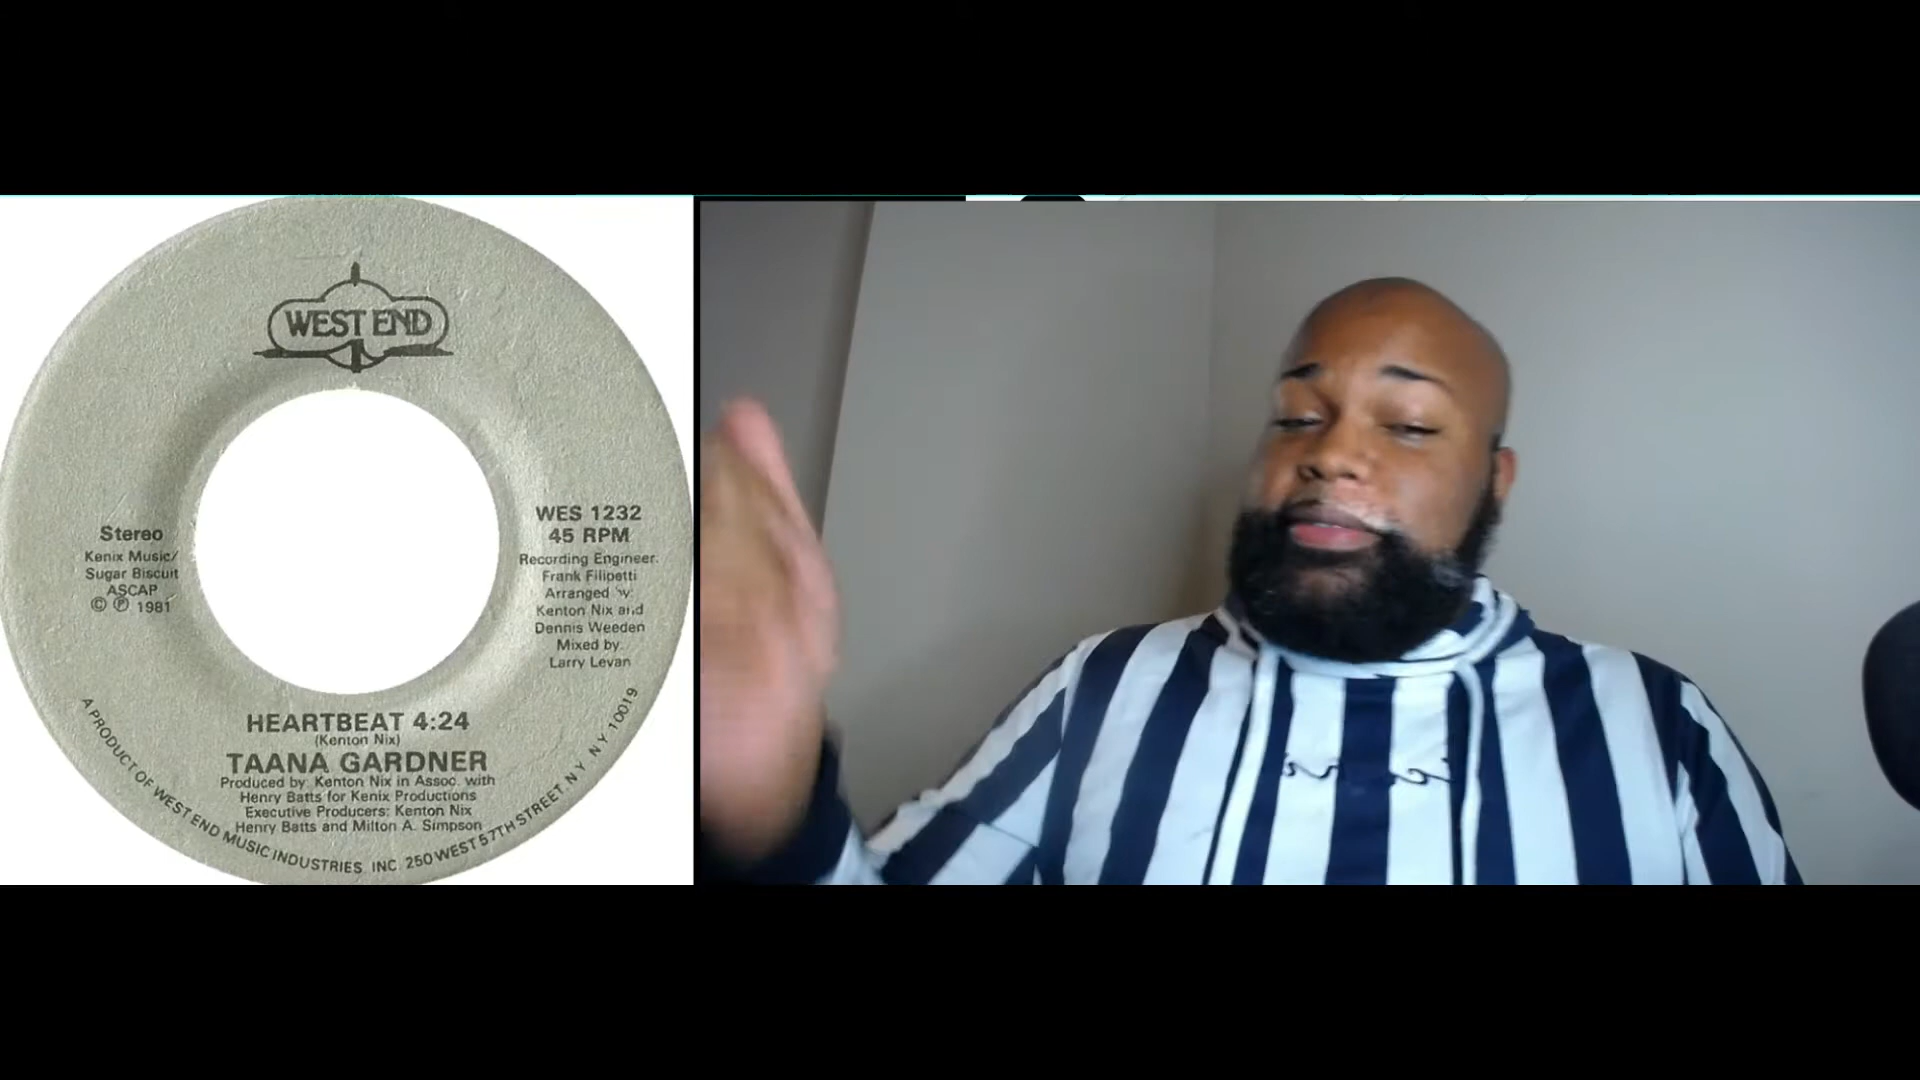 WEST END
Stereo
Kenix Music/
Sugar Biscuit
ASCAP
© ℗ 1981
WES 1232
45 RPM
Recording Engineer:
Frank Filipetti
Arranged by:
Kenton Nix and
Dennis Weeden
Mixed by:
Larry Levan
HEARTBEAT 4:24
(Kenton Nix)
TAANA GARDNER
Produced by: Kenton Nix in Assoc. with
Henry Batts for Kenix Productions
Executive Producers: Kenton Nix
Henry Batts and Milton A. Simpson
A PRODUCT OF WEST END MUSIC INDUSTRIES INC. 250 WEST 57TH STREET N.Y. N.Y. 10019